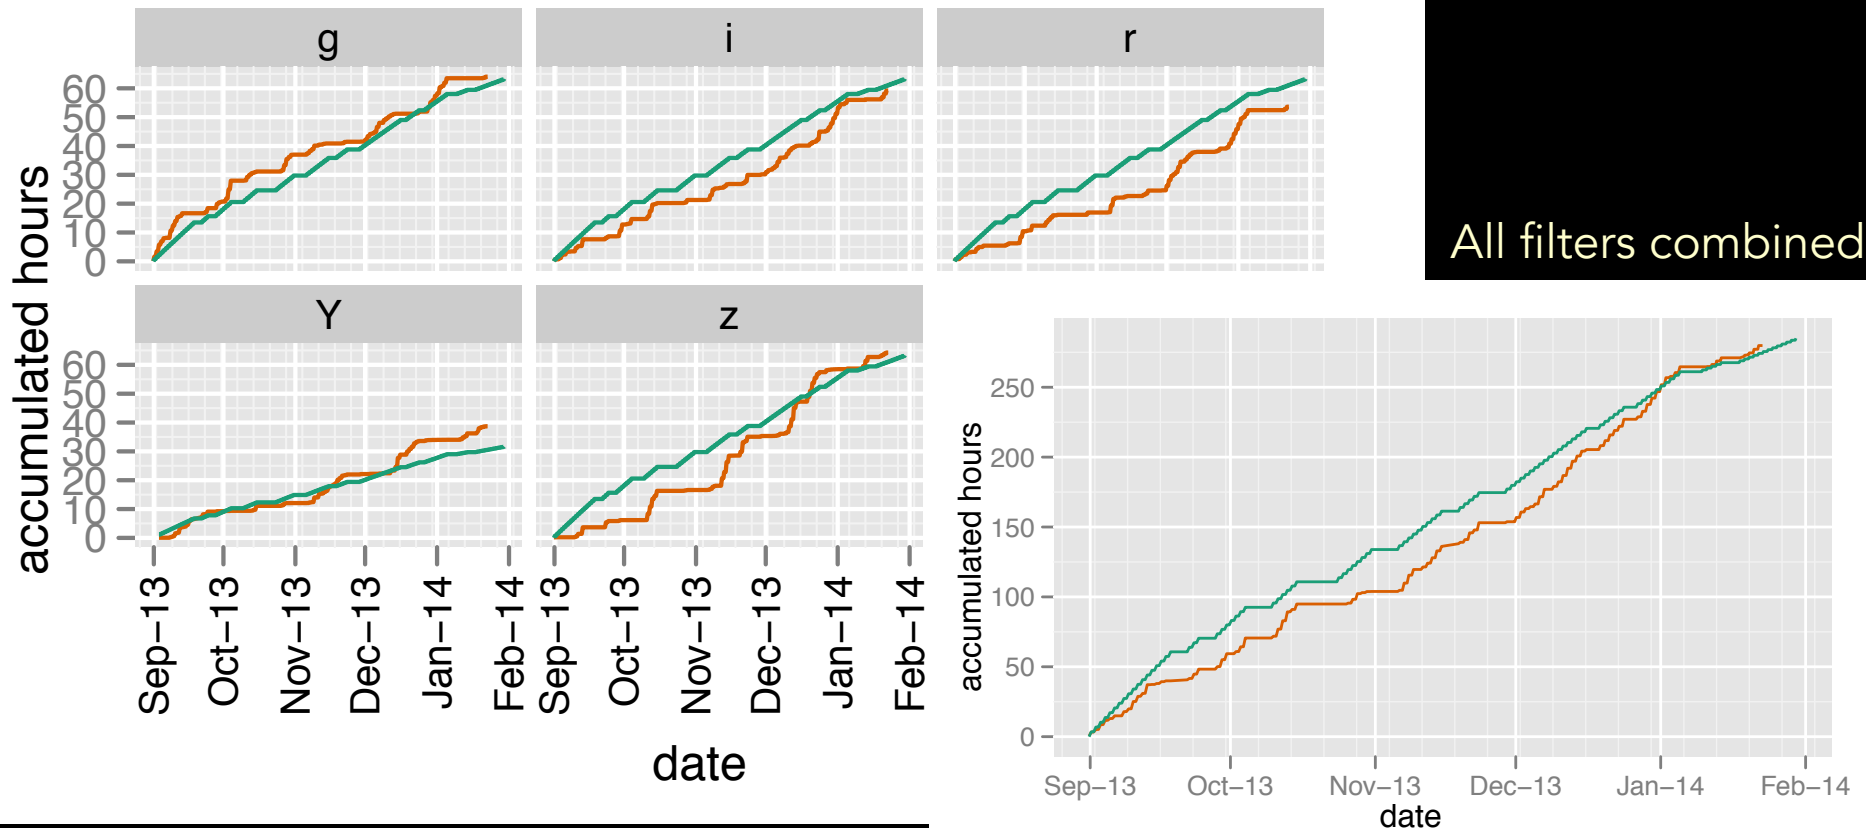 g
i
r
60
50
40
30
20
10
0
All filters combined
Y
z
60
50
40
30
20
10
0
accumulated hours
Sep–13
Oct–13
Nov–13
Dec–13
Jan–14
Feb–14
Sep–13
Oct–13
Nov–13
Dec–13
Jan–14
Feb–14
date
250
200
150
100
50
0
accumulated hours
Sep–13
Oct–13
Nov–13
Dec–13
Jan–14
Feb–14
date